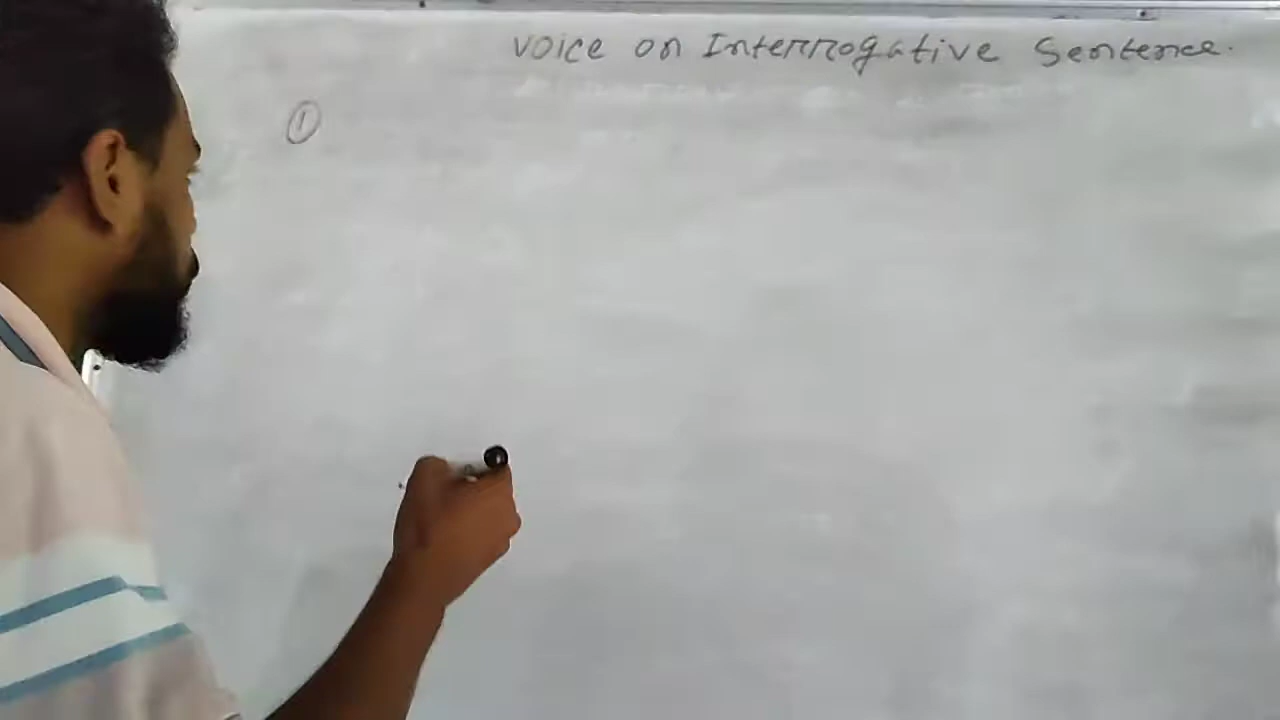 Voice on Interrogative Sentence.
①